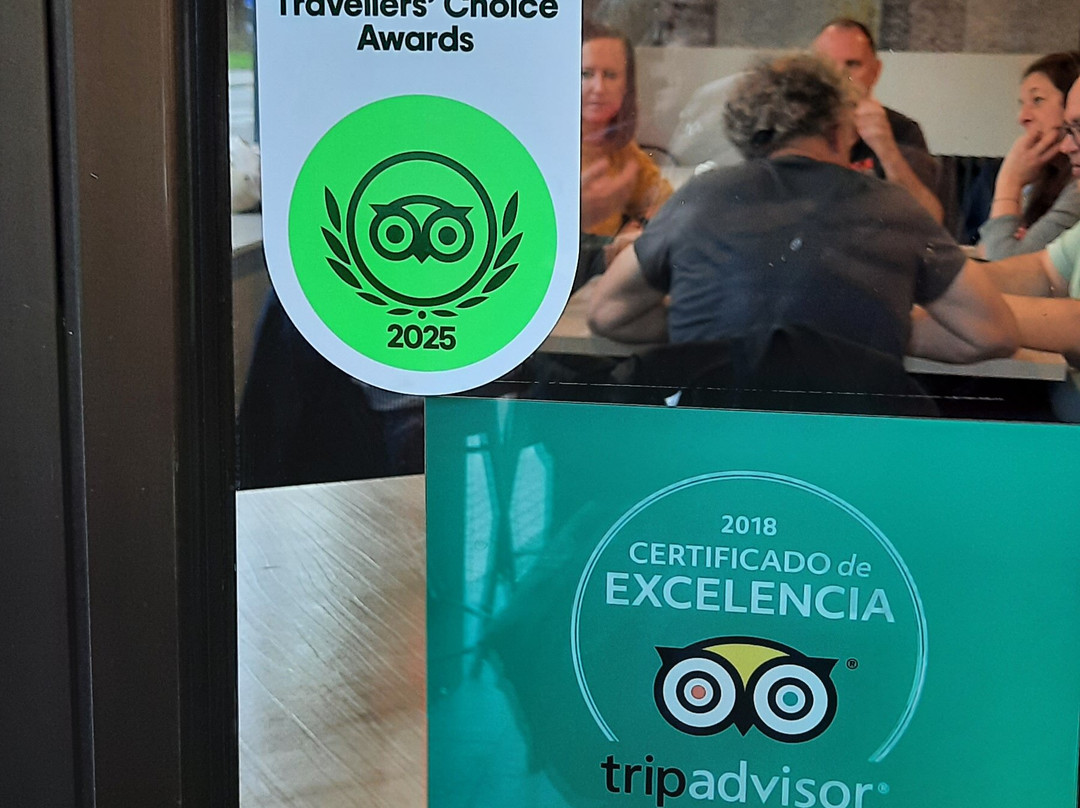 Travellers' Choice
Awards
2025
2018
CERTIFICADO de
EXCELENCIA
®
tripadvisor®